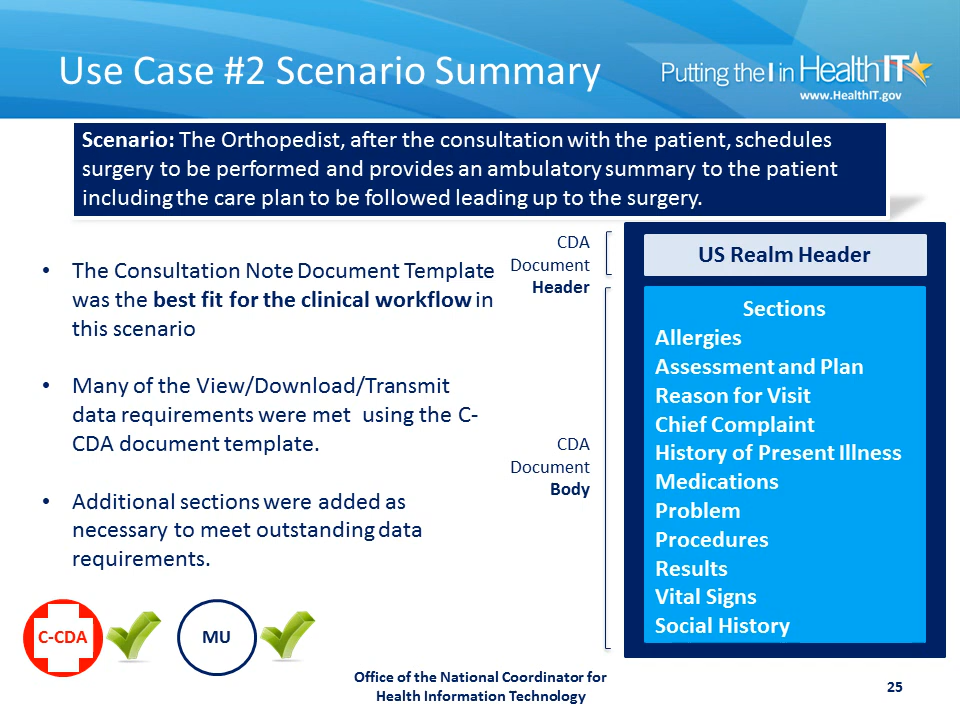 Use Case #2 Scenario Summary
Putting the I in HealthIT
www.HealthIT.gov
Scenario: The Orthopedist, after the consultation with the patient, schedules
surgery to be performed and provides an ambulatory summary to the patient
including the care plan to be followed leading up to the surgery.
• The Consultation Note Document Template
was the best fit for the clinical workflow in
this scenario
• Many of the View/Download/Transmit
data requirements were met using the C-
CDA document template.
• Additional sections were added as
necessary to meet outstanding data
requirements.
C-CDA
MU
CDA
Document
Header
CDA
Document
Body
US Realm Header
Sections
Allergies
Assessment and Plan
Reason for Visit
Chief Complaint
History of Present Illness
Medications
Problem
Procedures
Results
Vital Signs
Social History
Office of the National Coordinator for
Health Information Technology
25